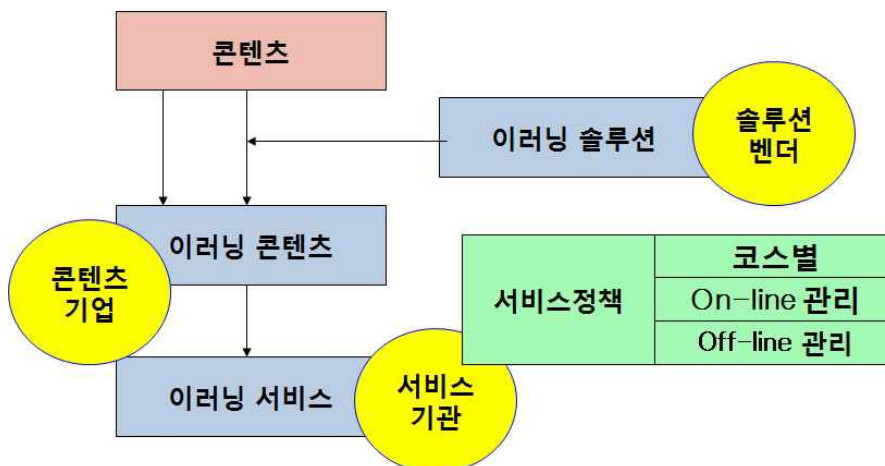 콘텐츠
이러닝 솔루션
솔루션
벤더
이러닝 콘텐츠
콘텐츠
기업
서비스정책
코스별
On-line 관리
Off-line 관리
이러닝 서비스
서비스
기관